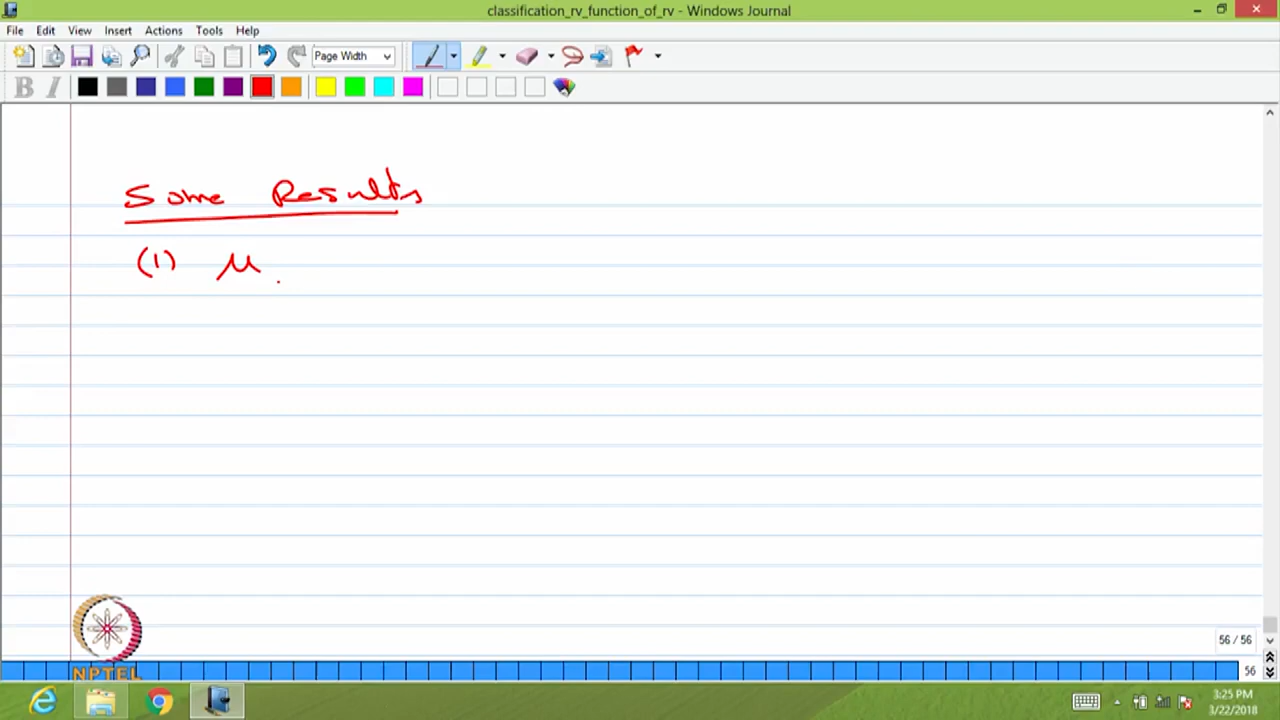 classification_rv_function_of_rv - Windows Journal
File Edit View Insert Actions Tools Help
Page Width
B I
Some Results
(1) μ
56 / 56
NPTEL
56
3:25 PM
3/22/2018